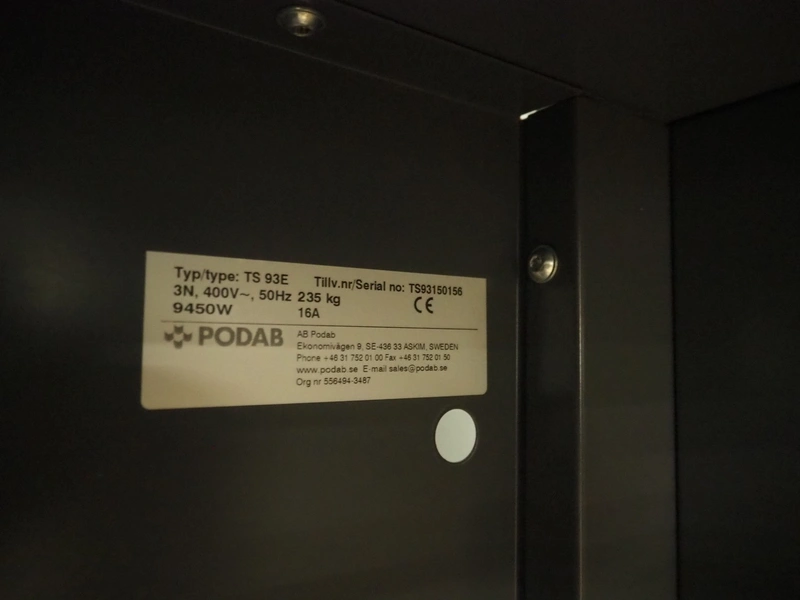 Typ/type: TS 93E Tillv.nr/Serial no: TS93150156
3N, 400V~, 50Hz 235 kg CE
9450W 16A
PODAB
AB Podab
Ekonomivägen 9, SE-436 33 ASKIM, SWEDEN
Phone +46 31 752 01 00 Fax +46 31 752 01 50
www.podab.se E-mail sales@podab.se
Org nr 556494-3487